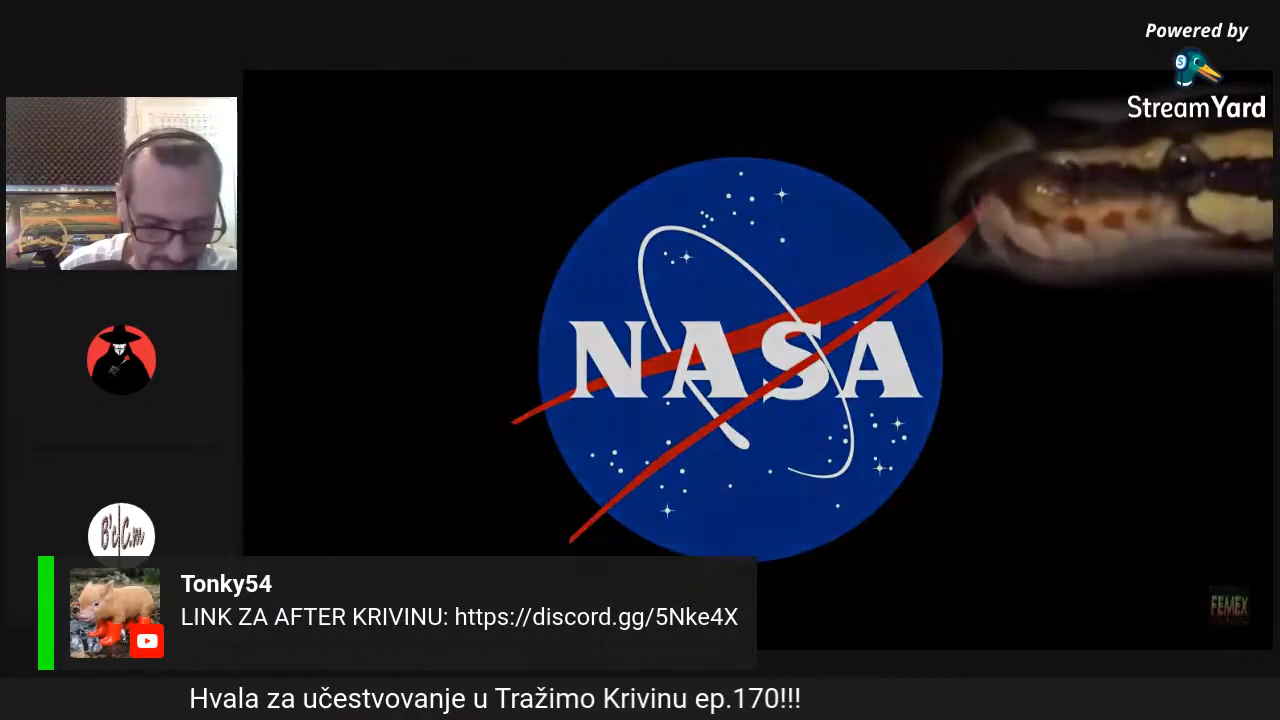 Powered by
StreamYard
NASA
B'c|C.m
Tonky54
LINK ZA AFTER KRIVINU: https://discord.gg/5Nke4X
FEMEX
Hvala za učestvovanje u Tražimo Krivinu ep.170!!!